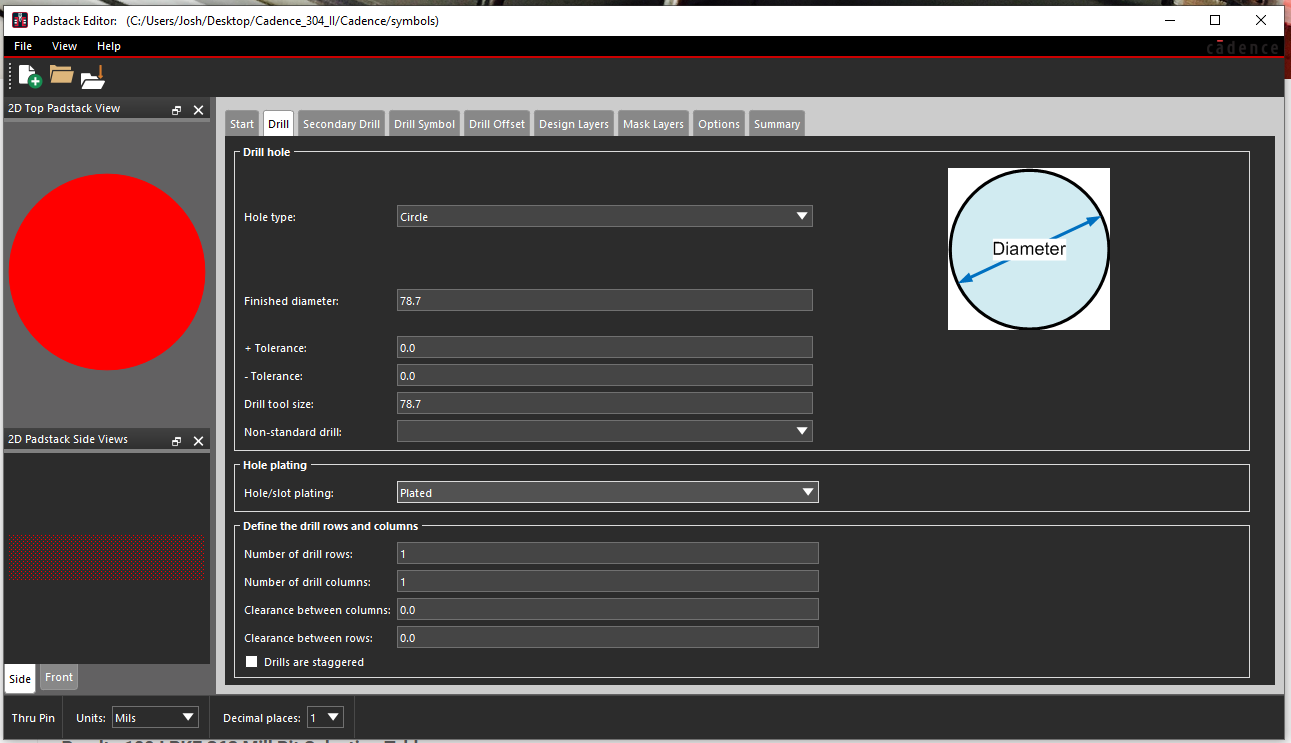 Padstack Editor: (C:/Users/Josh/Desktop/Cadence_304_II/Cadence/symbols)
File View Help
cādence
2D Top Padstack View
Start Drill Secondary Drill Drill Symbol Drill Offset Design Layers Mask Layers Options Summary
Drill hole
Hole type: Circle
Diameter
Finished diameter: 78.7
+ Tolerance: 0.0
- Tolerance: 0.0
Drill tool size: 78.7
Non-standard drill:
2D Padstack Side Views
Hole plating
Hole/slot plating: Plated
Define the drill rows and columns
Number of drill rows: 1
Number of drill columns: 1
Clearance between columns: 0.0
Clearance between rows: 0.0
Drills are staggered
Side Front
Thru Pin Units: Mils Decimal places: 1